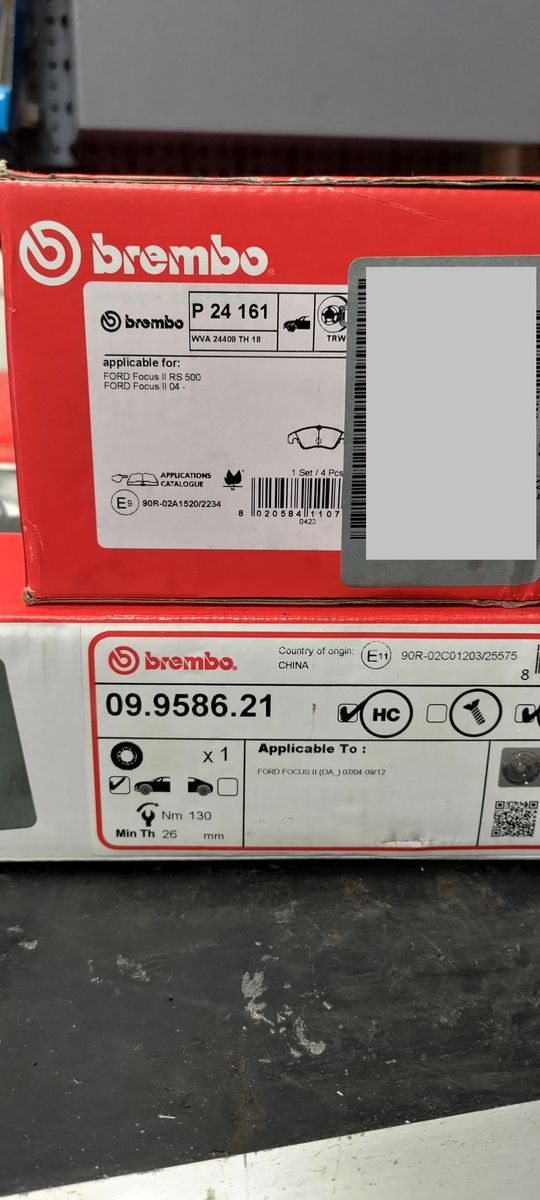 brembo®
brembo
P 24 161
WVA 24409 TH 18
TRW
applicable for:
FORD Focus II RS 500
FORD Focus II 04 -
1 Set / 4 Pcs
APPLICATIONS
CATALOGUE
E9 90R-02A1520/2234
8 020584 1107
0423
brembo.
Country of origin:
CHINA
E11 90R-02C01203/25575
8
09.9586.21
HC
x 1
Applicable To :
FORD FOCUS II (DA_) 07/04-09/12
Nm 130
Min Th 26 mm